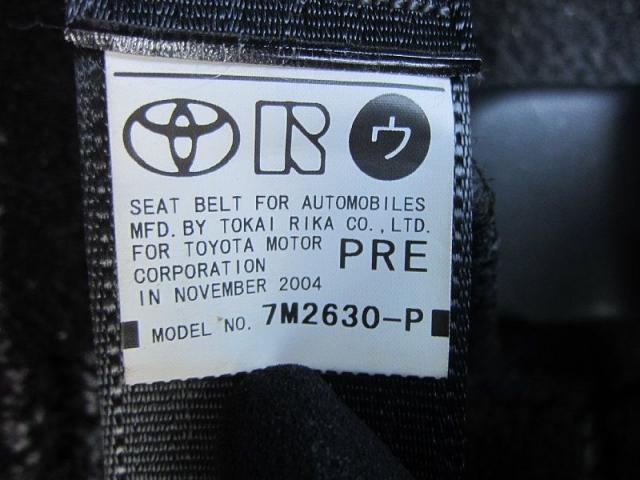 R ウ
SEAT BELT FOR AUTOMOBILES
MFD. BY TOKAI RIKA CO., LTD.
FOR TOYOTA MOTOR
CORPORATION PRE
IN NOVEMBER 2004
MODEL NO. 7M2630-P